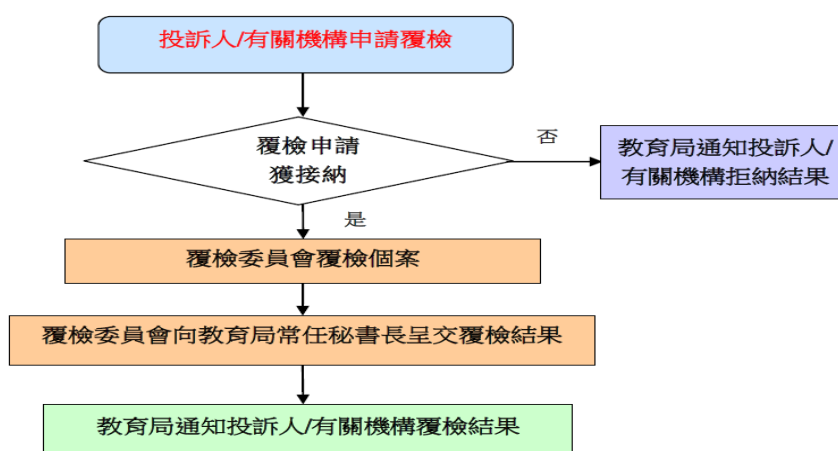 投訴人/有關機構申請覆檢
覆檢申請
獲接納
否
教育局通知投訴人/
有關機構拒納結果
是
覆檢委員會覆檢個案
覆檢委員會向教育局常任秘書長呈交覆檢結果
教育局通知投訴人/有關機構覆檢結果